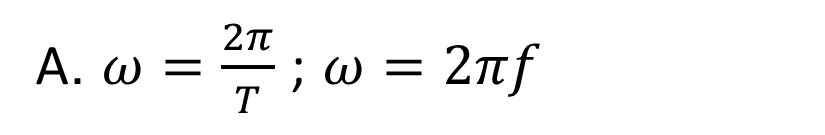 A. 𝜔 = 2𝜋/𝑇 ; 𝜔 = 2𝜋𝑓